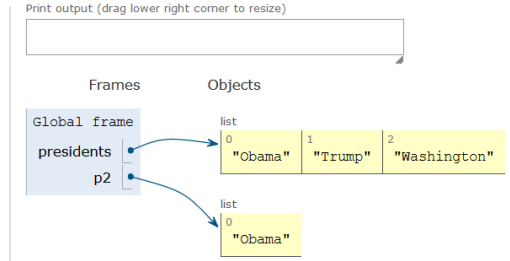 Print output (drag lower right corner to resize)
Frames Objects
Global frame
presidents
p2
list
0 1 2
"Obama" "Trump" "Washington"
list
0
"Obama"